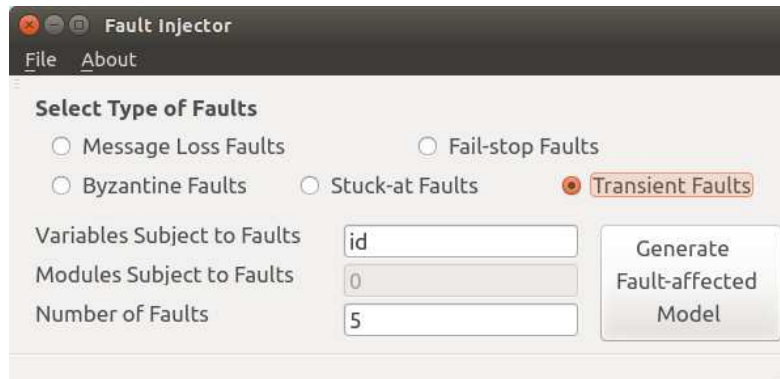 Fault Injector
File About
Select Type of Faults
Message Loss Faults Fail-stop Faults
Byzantine Faults Stuck-at Faults Transient Faults
Variables Subject to Faults id
Modules Subject to Faults 0
Number of Faults 5
Generate
Fault-affected
Model